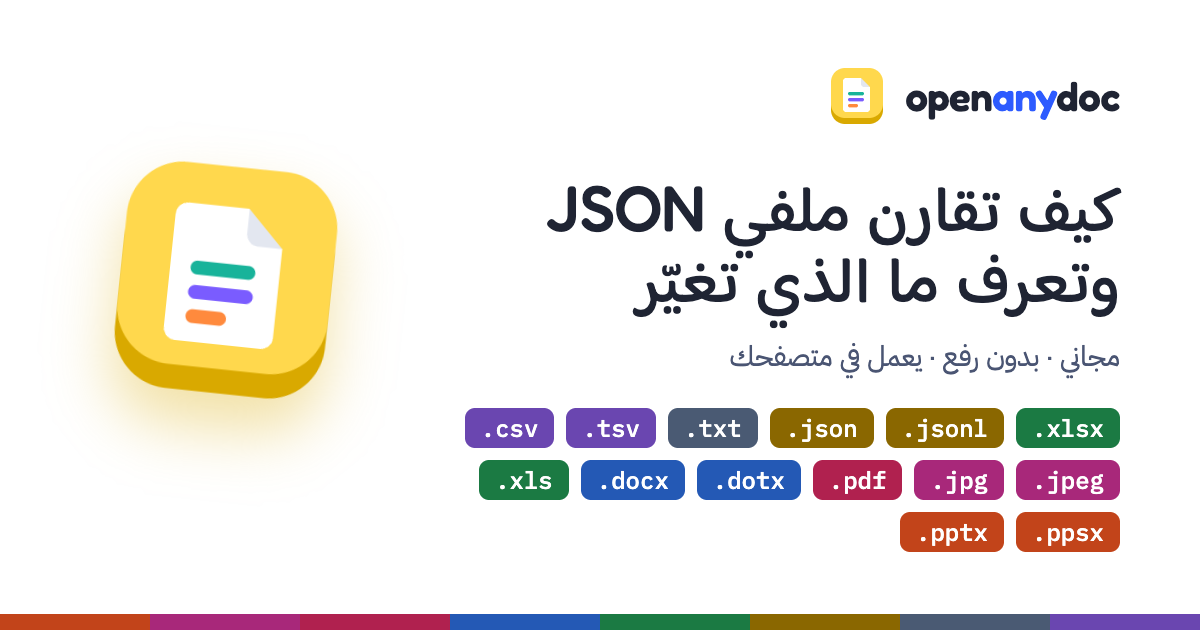 openanydoc
كيف تقارن ملفي JSON
وتعرف ما الذي تغيّر
مجاني · بدون رفع · يعمل في متصفحك
.csv .tsv .txt .json .jsonl .xlsx
.xls .docx .dotx .pdf .jpg .jpeg
.pptx .ppsx